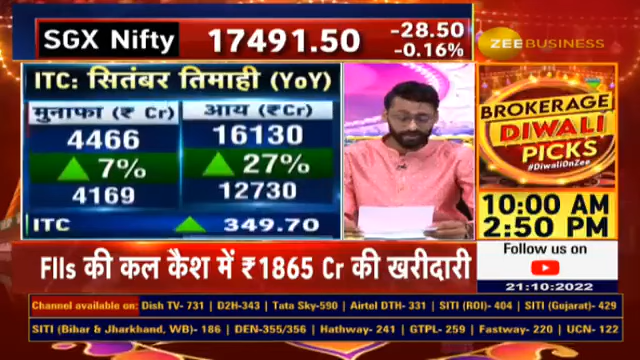 SGX Nifty 17491.50 -28.50 -0.16%
ZEEBUSINESS
ITC: सितंबर तिमाही (YoY)
मुनाफा (₹ Cr) आय (₹Cr)
4466 16130
7% 27%
4169 12730
ITC 349.70
BROKERAGE
DIWALI
PICKS
#DiwaliOnZee
10:00 AM
2:50 PM
Follow us on
21:10:2022
FIIs की कल कैश में ₹1865 Cr की खरीदारी
Channel available on: Dish TV- 731 | D2H-343 | Tata Sky-590 | Airtel DTH- 331 | SITI (ROI)- 404 | SITI (Gujarat)- 429
SITI (Bihar & Jharkhand, WB)- 186 | DEN-355/356 | Hathway- 241 | GTPL- 259 | Fastway- 220 | UCN- 122